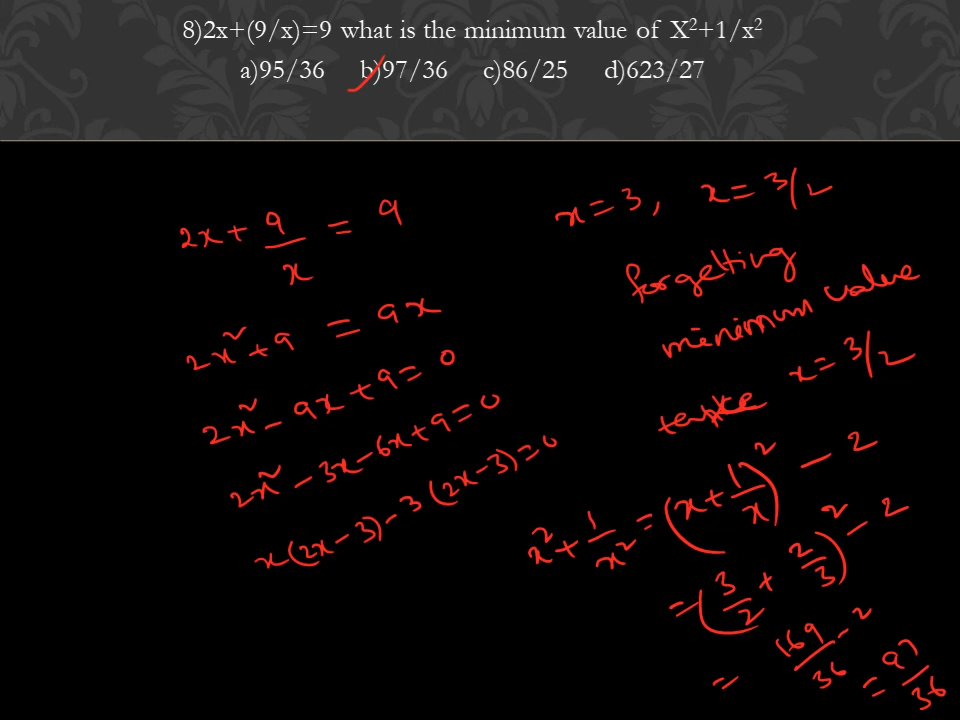 8)2x+(9/x)=9 what is the minimum value of X²+1/x²
a)95/36 b)97/36 c)86/25 d)623/27
2x + 9/x = 9
2x² + 9 = 9x
2x² - 9x + 9 = 0
2x² - 3x - 6x + 9 = 0
x(2x - 3) - 3(2x - 3) = 0
x = 3, x = 3/2
for getting
minimum value
take x = 3/2
x² + 1/x² = (x + 1/x)² - 2
= (3/2 + 2/3)² - 2
= 169/36 - 2 = 97/36